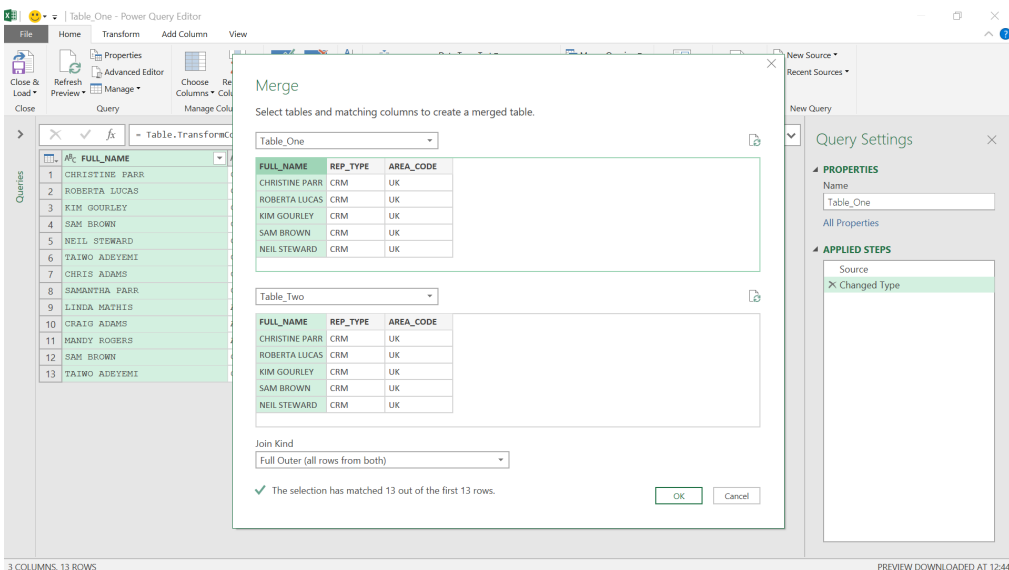 Table_One - Power Query Editor
File Home Transform Add Column View
Close & Load
Refresh Preview
Properties
Advanced Editor
Manage
Choose Columns
New Source
Recent Sources
Close
Query
Manage
New Query
fx = Table.TransformCo
FULL_NAME
1 CHRISTINE PARR
2 ROBERTA LUCAS
3 KIM GOURLEY
4 SAM BROWN
5 NEIL STEWARD
6 TAIWO ADEYEMI
7 CHRIS ADAMS
8 SAMANTHA PARR
9 LINDA MATHIS
10 CRAIG ADAMS
11 MANDY ROGERS
12 SAM BROWN
13 TAIWO ADEYEMI
Queries
Merge
Select tables and matching columns to create a merged table.
Table_One
FULL_NAME REP_TYPE AREA_CODE
CHRISTINE PARR CRM UK
ROBERTA LUCAS CRM UK
KIM GOURLEY CRM UK
SAM BROWN CRM UK
NEIL STEWARD CRM UK
Table_Two
FULL_NAME REP_TYPE AREA_CODE
CHRISTINE PARR CRM UK
ROBERTA LUCAS CRM UK
KIM GOURLEY CRM UK
SAM BROWN CRM UK
NEIL STEWARD CRM UK
Join Kind
Full Outer (all rows from both)
The selection has matched 13 out of the first 13 rows.
OK Cancel
Query Settings
PROPERTIES
Name
Table_One
All Properties
APPLIED STEPS
Source
Changed Type
3 COLUMNS, 13 ROWS
PREVIEW DOWNLOADED AT 12:44